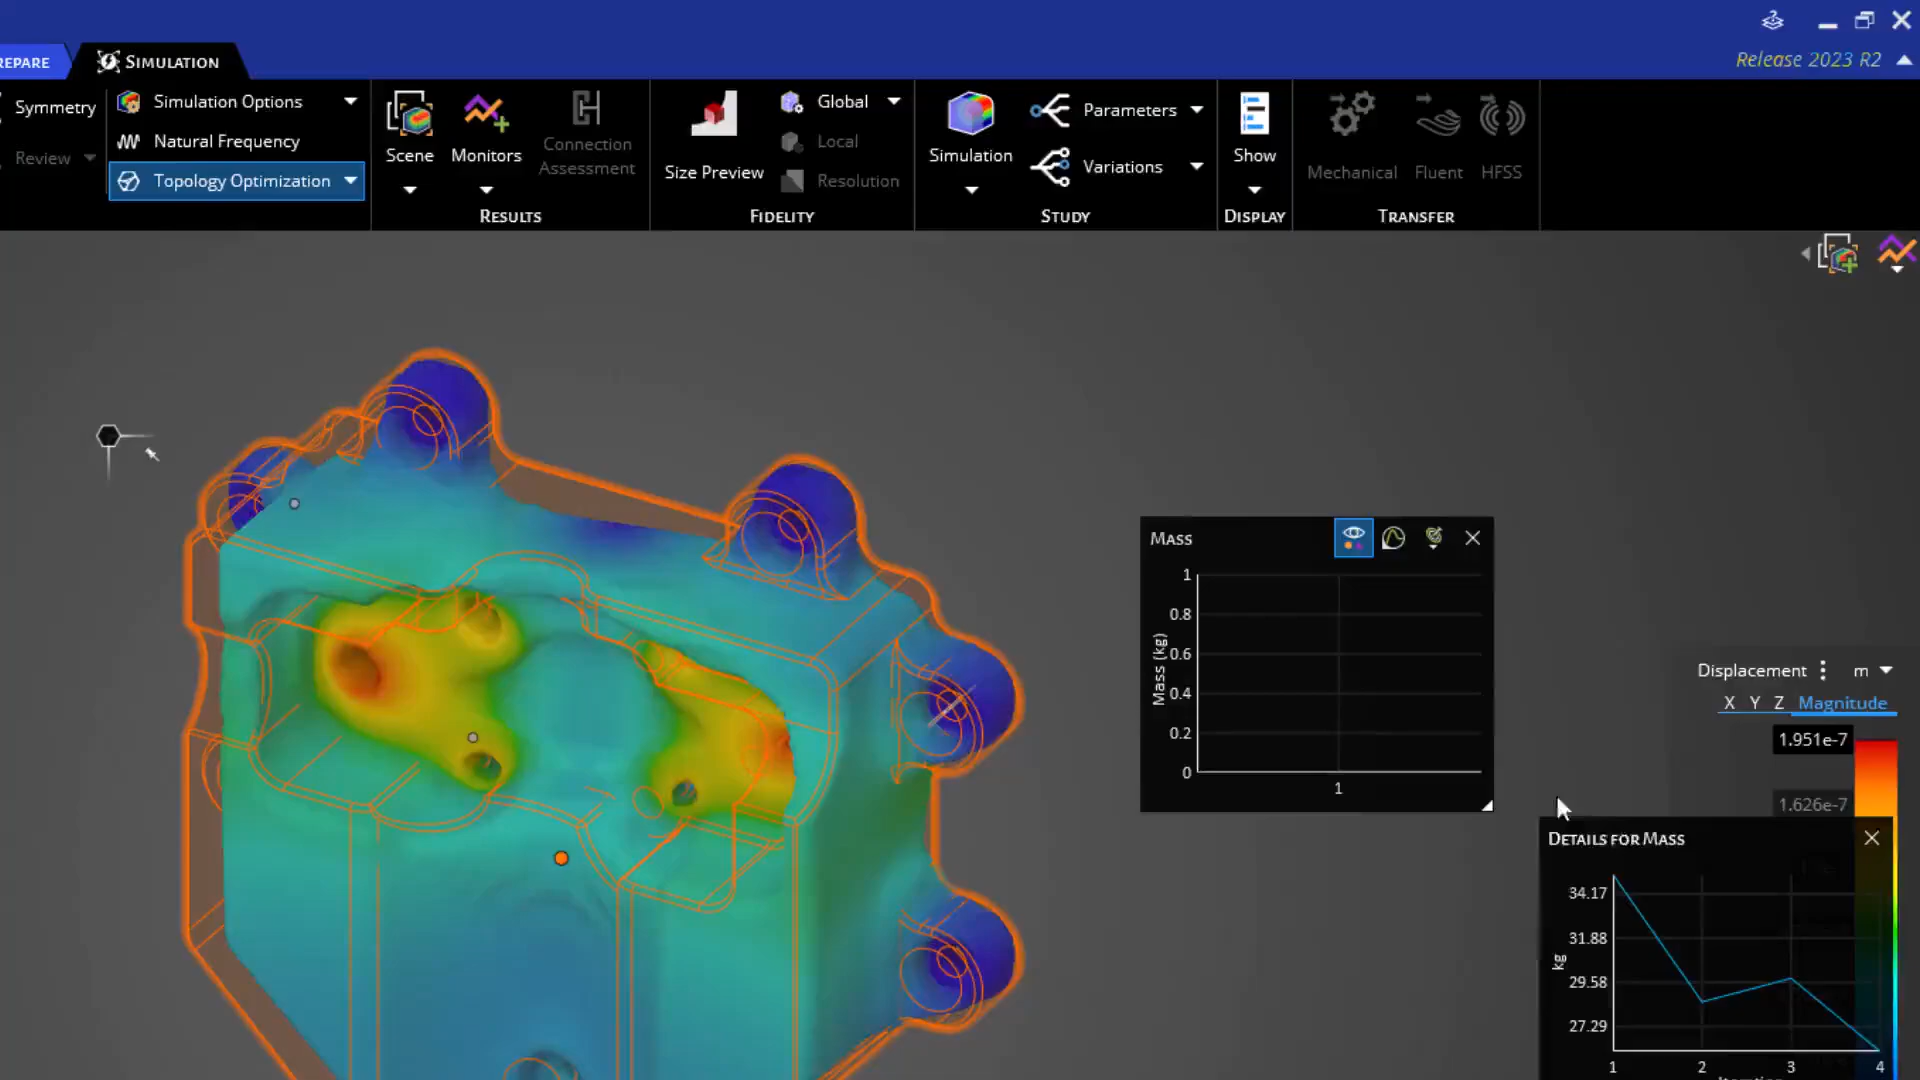 REPARE
SIMULATION
Release 2023 R2
Symmetry
Review
Simulation Options
Natural Frequency
Topology Optimization
Scene
Monitors
Connection
Assessment
RESULTS
Size Preview
Global
Local
Resolution
FIDELITY
Simulation
Parameters
Variations
STUDY
Show
DISPLAY
Mechanical
Fluent
HFSS
TRANSFER
MASS
Mass (kg)
1
0.8
0.6
0.4
0.2
0
1
Displacement
m
X Y Z Magnitude
1.951e-7
1.626e-7
DETAILS FOR MASS
kg
34.17
31.88
29.58
27.29
1 2 3 4